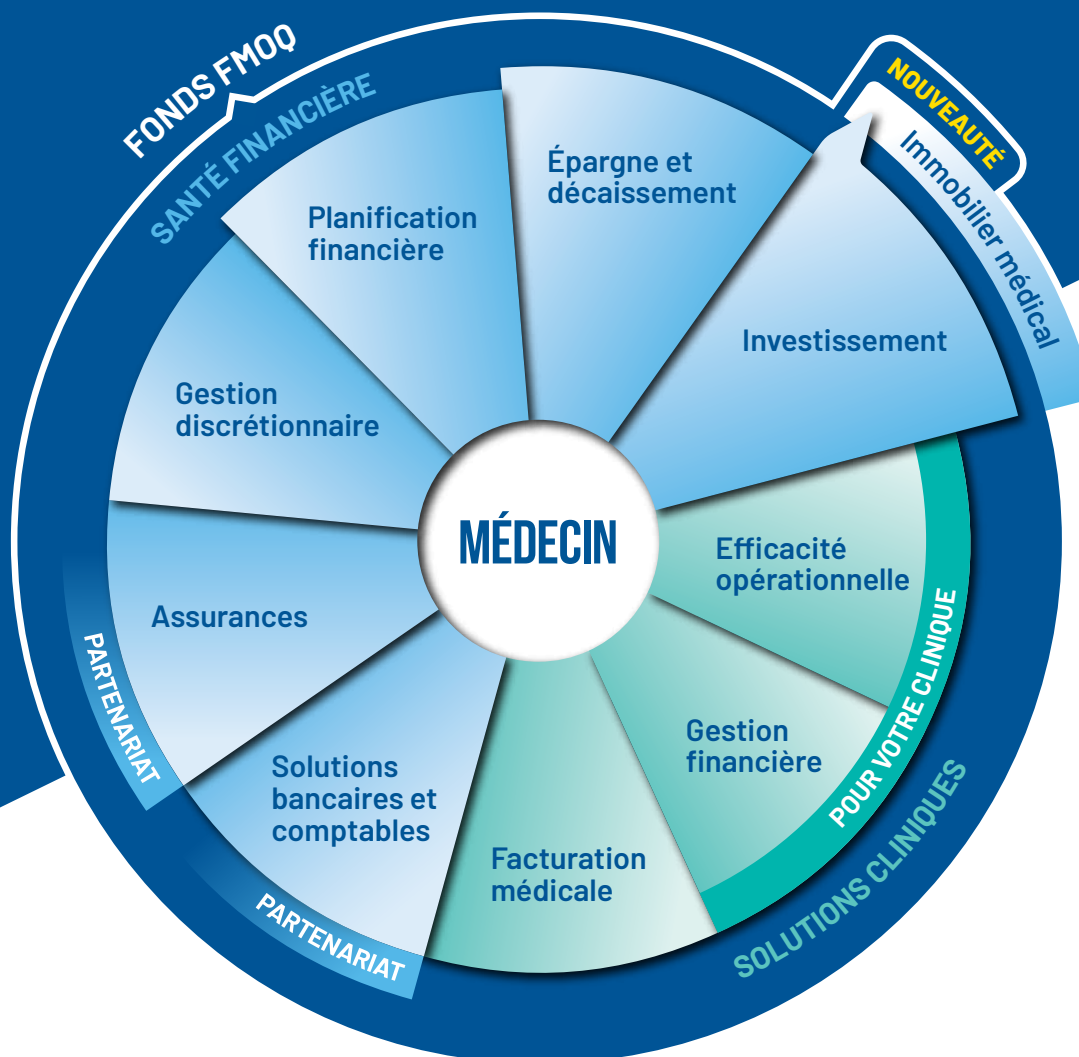 FONDS FMOQ
SANTÉ FINANCIÈRE
NOUVEAUTÉ
Immobilier médical
Épargne et
décaissement
Planification
financière
Investissement
Gestion
discrétionnaire
MÉDECIN
Efficacité
opérationnelle
Assurances
PARTENARIAT
Gestion
financière
POUR VOTRE CLINIQUE
Solutions
bancaires et
comptables
PARTENARIAT
Facturation
médicale
SOLUTIONS CLINIQUES